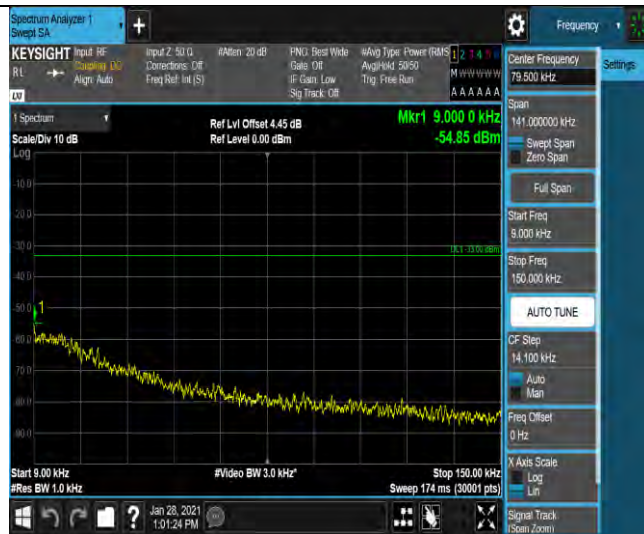 Spectrum Analyzer 1
Swept SA
+
Frequency
KEYSIGHT
Input: RF
Coupling: DC
Align: Auto
Input Z: 50 Ω
Corrections: Off
Freq Ref: Int (S)
#Atten: 20 dB
PNO: Best Wide
Gate: Off
IF Gain: Low
Sig Track: Off
#Avg Type: Power (RMS
Avg|Hold: 50/50
Trig: Free Run
1 2 3 4 5 6
M W W W W W
A A A A A A
RL
LXI
1 Spectrum
Scale/Div 10 dB
Log
Ref Lvl Offset 4.45 dB
Ref Level 0.00 dBm
Mkr1 9.000 0 kHz
-54.85 dBm
-10.0
-20.0
-30.0
-40.0
-50.0
-60.0
-70.0
-80.0
-90.0
1
Start 9.00 kHz
#Res BW 1.0 kHz
#Video BW 3.0 kHz*
Stop 150.00 kHz
Sweep 174 ms (30001 pts)
Jan 28, 2021
1:01:24 PM
?
Center Frequency
79.500 kHz
Settings
Span
141.000000 kHz
Swept Span
Zero Span
Full Span
Start Freq
9.000 kHz
Stop Freq
150.000 kHz
AUTO TUNE
CF Step
14.100 kHz
Auto
Man
Freq Offset
0 Hz
X Axis Scale
Log
Lin
Signal Track
(Span Zoom)